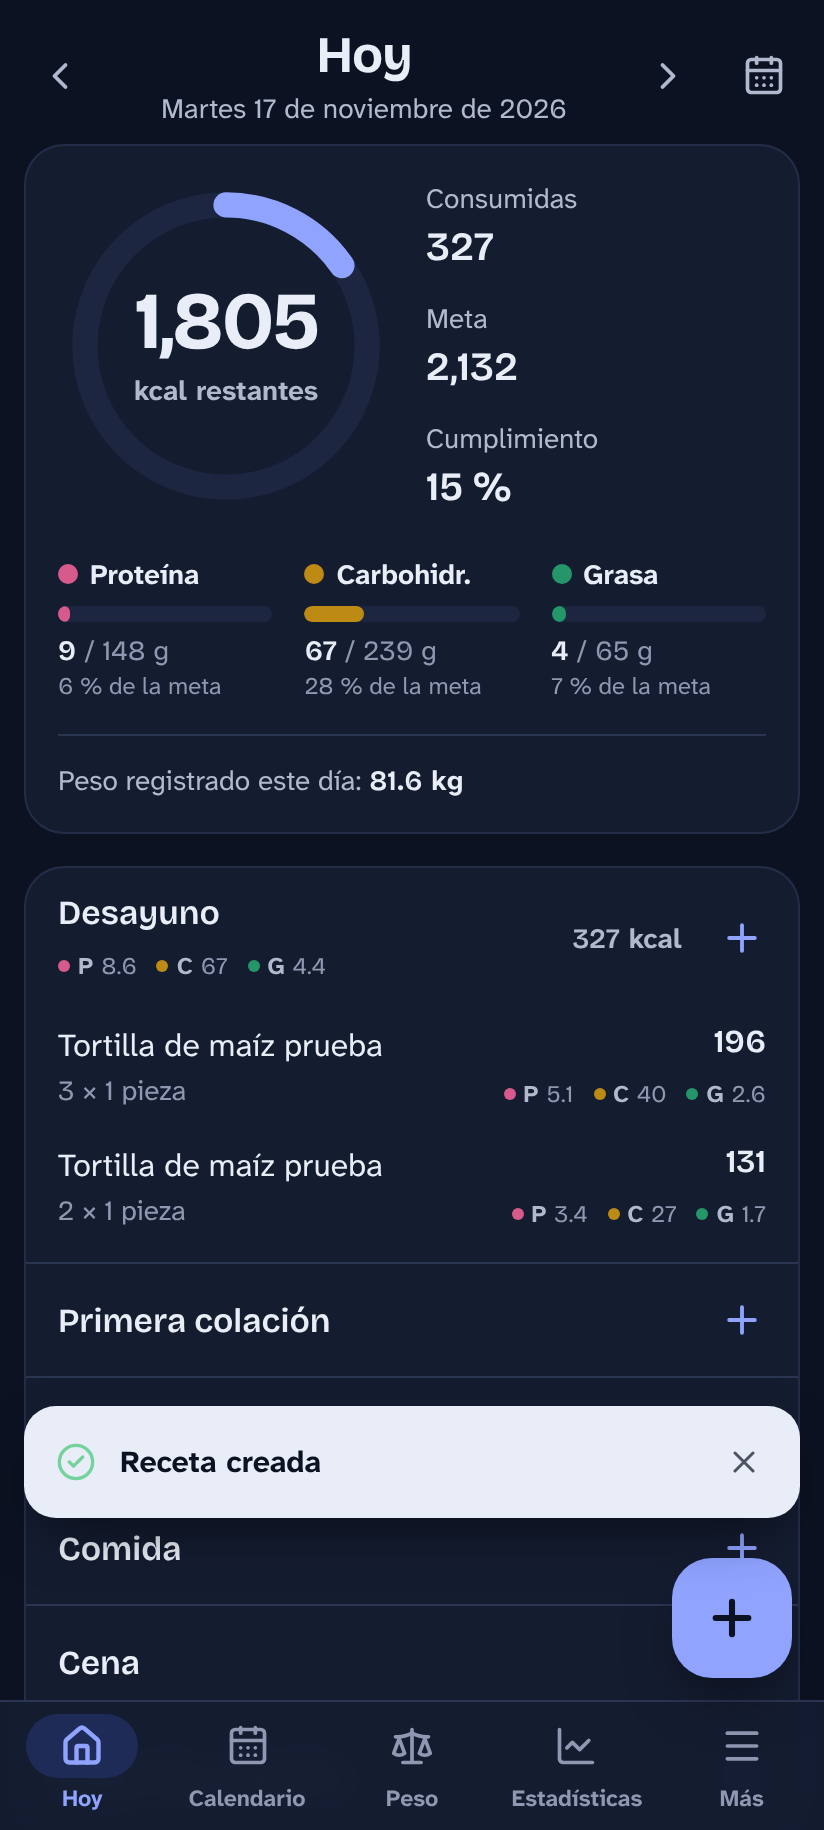 Hoy
Martes 17 de noviembre de 2026
1,805
kcal restantes
Consumidas
327
Meta
2,132
Cumplimiento
15 %
Proteína
9 / 148 g
6 % de la meta
Carbohidr.
67 / 239 g
28 % de la meta
Grasa
4 / 65 g
7 % de la meta
Peso registrado este día: 81.6 kg
Desayuno
327 kcal
P 8.6 C 67 G 4.4
Tortilla de maíz prueba
196
3 × 1 pieza
P 5.1 C 40 G 2.6
Tortilla de maíz prueba
131
2 × 1 pieza
P 3.4 C 27 G 1.7
Primera colación
Receta creada
Comida
Cena
Hoy
Calendario
Peso
Estadísticas
Más